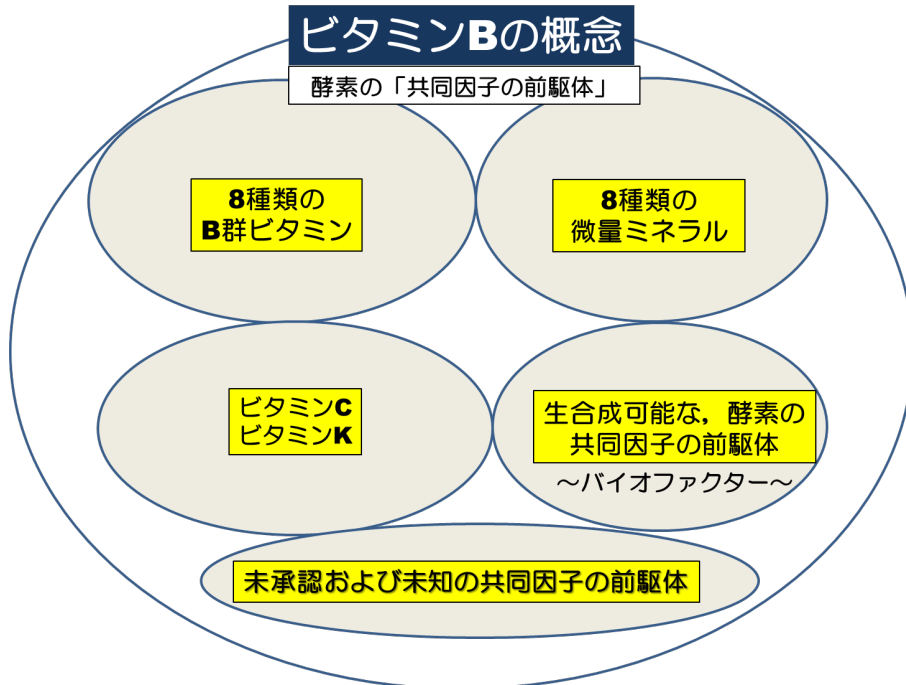 ビタミンBの概念
酵素の「共同因子の前駆体」
8種類の
B群ビタミン
8種類の
微量ミネラル
ビタミンC
ビタミンK
生合成可能な，酵素の
共同因子の前駆体
～バイオファクター～
未承認および未知の共同因子の前駆体